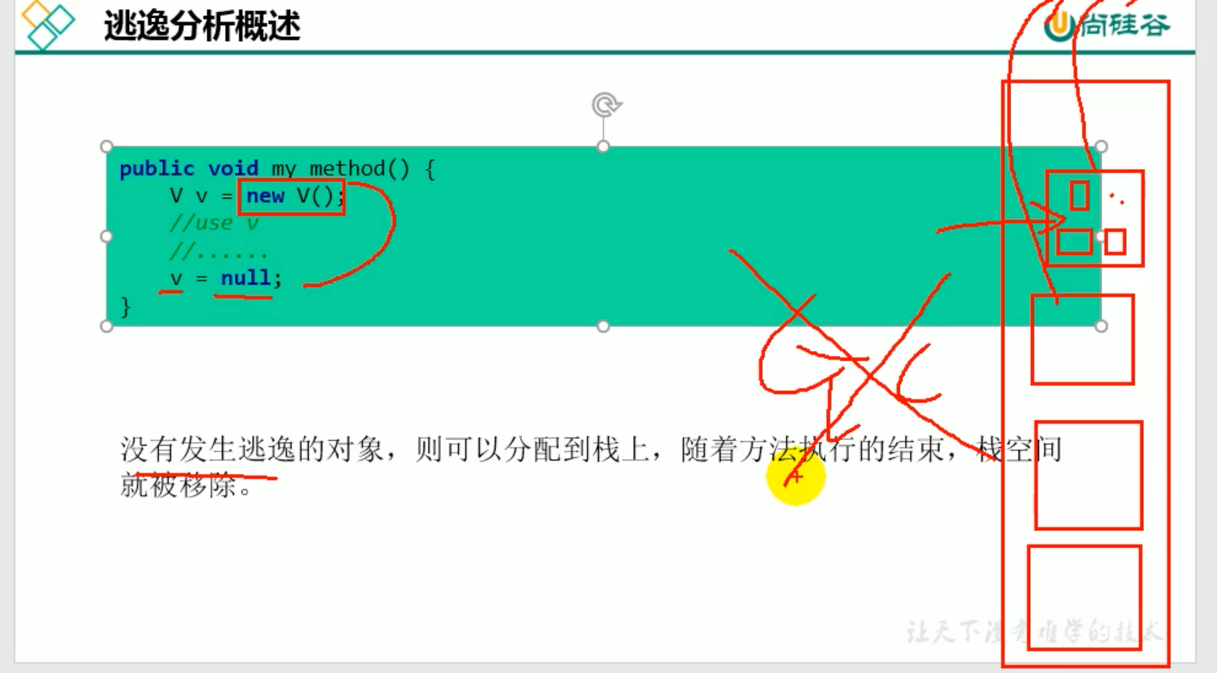 逃逸分析概述
尚硅谷
public void my_method() {
V v = new V();
//use v
//......
v = null;
}
GC
没有发生逃逸的对象，则可以分配到栈上，随着方法执行的结束，栈空间
就被移除。
让天下没有难学的技术